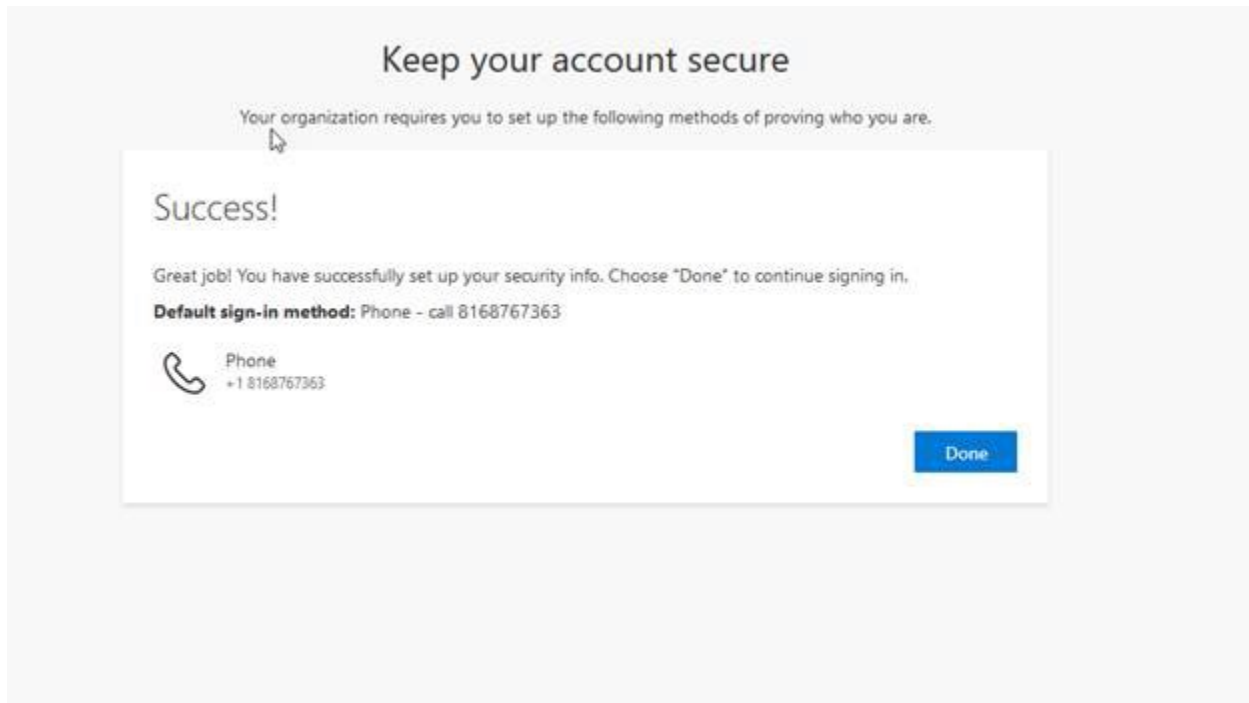 Keep your account secure
Your organization requires you to set up the following methods of proving who you are.
Success!
Great job! You have successfully set up your security info. Choose "Done" to continue signing in.
Default sign-in method: Phone - call 8168767363
Phone
+1 8168767363
Done